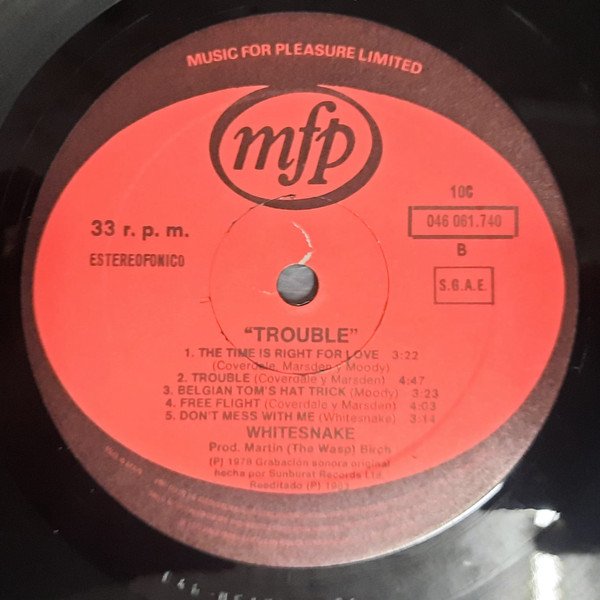 MUSIC FOR PLEASURE LIMITED
mfp
33 r. p. m.
ESTEREOFONICO
10C
046 061.740
B
S.G.A.E.
"TROUBLE"
1. THE TIME IS RIGHT FOR LOVE 3:22
(Coverdale, Marsden y Moody)
2. TROUBLE (Coverdale y Marsden) 4:47
3. BELGIAN TOM'S HAT TRICK (Moody) 3:23
4. FREE FLIGHT (Coverdale y Marsden) 4:03
5. DON'T MESS WITH ME (Whitesnake) 3:14
WHITESNAKE
Prod. Martin (The Wasp) Birch
(P) 1978 Grabación sonora original
hecha por Sunburst Records Ltd.
Reeditado (P)